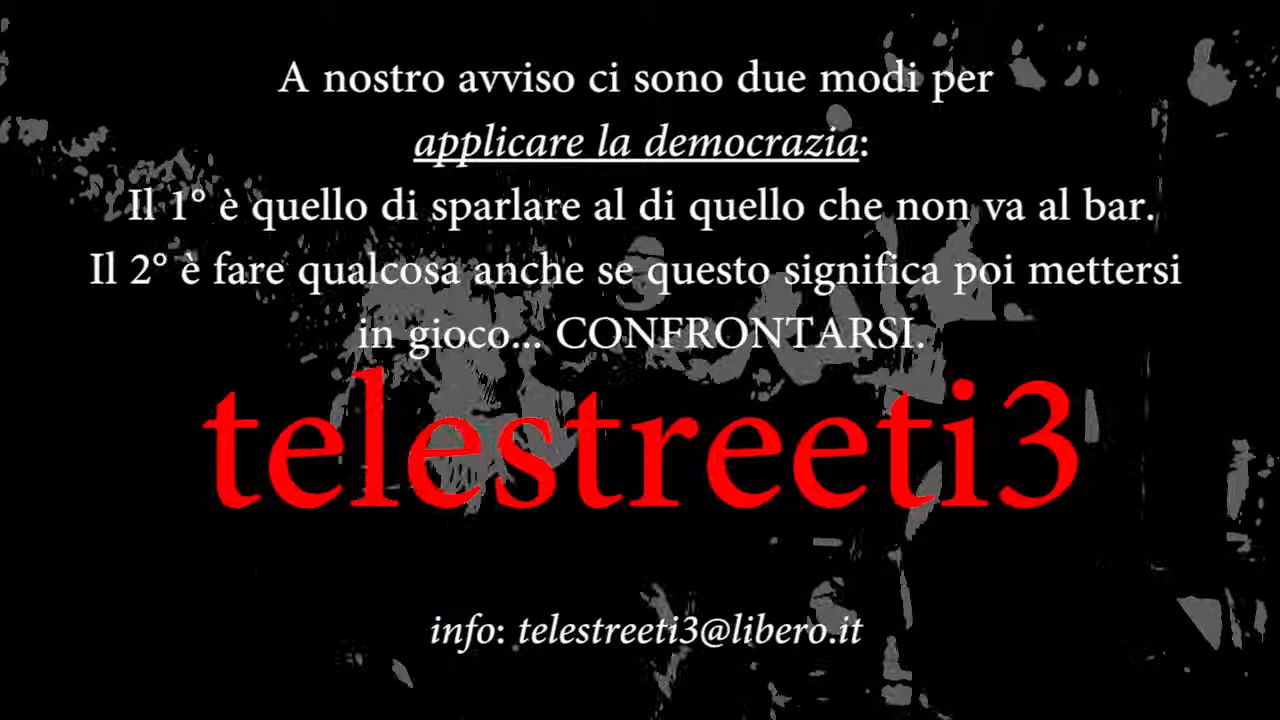 A nostro avviso ci sono due modi per
applicare la democrazia:
Il 1° è quello di sparlare al di quello che non va al bar.
Il 2° è fare qualcosa anche se questo significa poi mettersi
in gioco... CONFRONTARSI.
telestreeti3
info: telestreeti3@libero.it